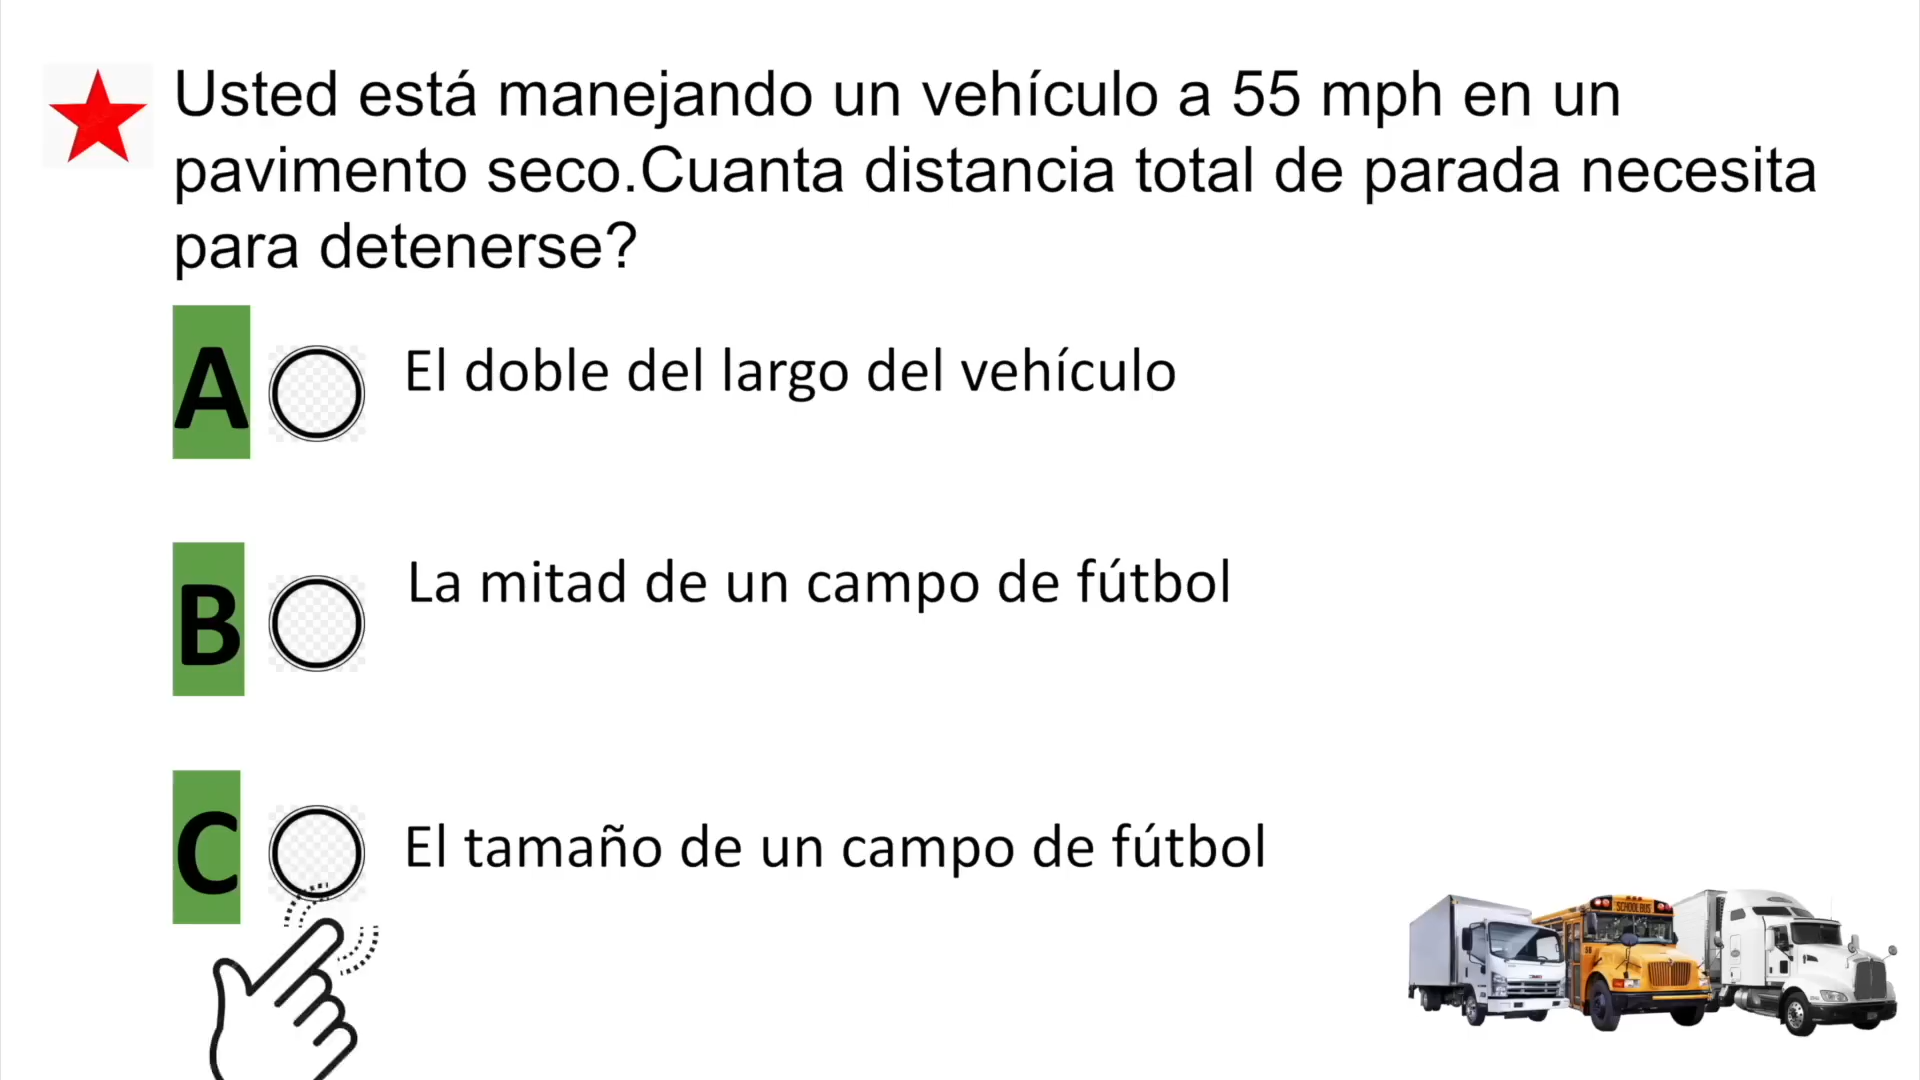 Usted está manejando un vehículo a 55 mph en un
pavimento seco.Cuanta distancia total de parada necesita
para detenerse?
A El doble del largo del vehículo
B La mitad de un campo de fútbol
C El tamaño de un campo de fútbol
SCHOOL BUS